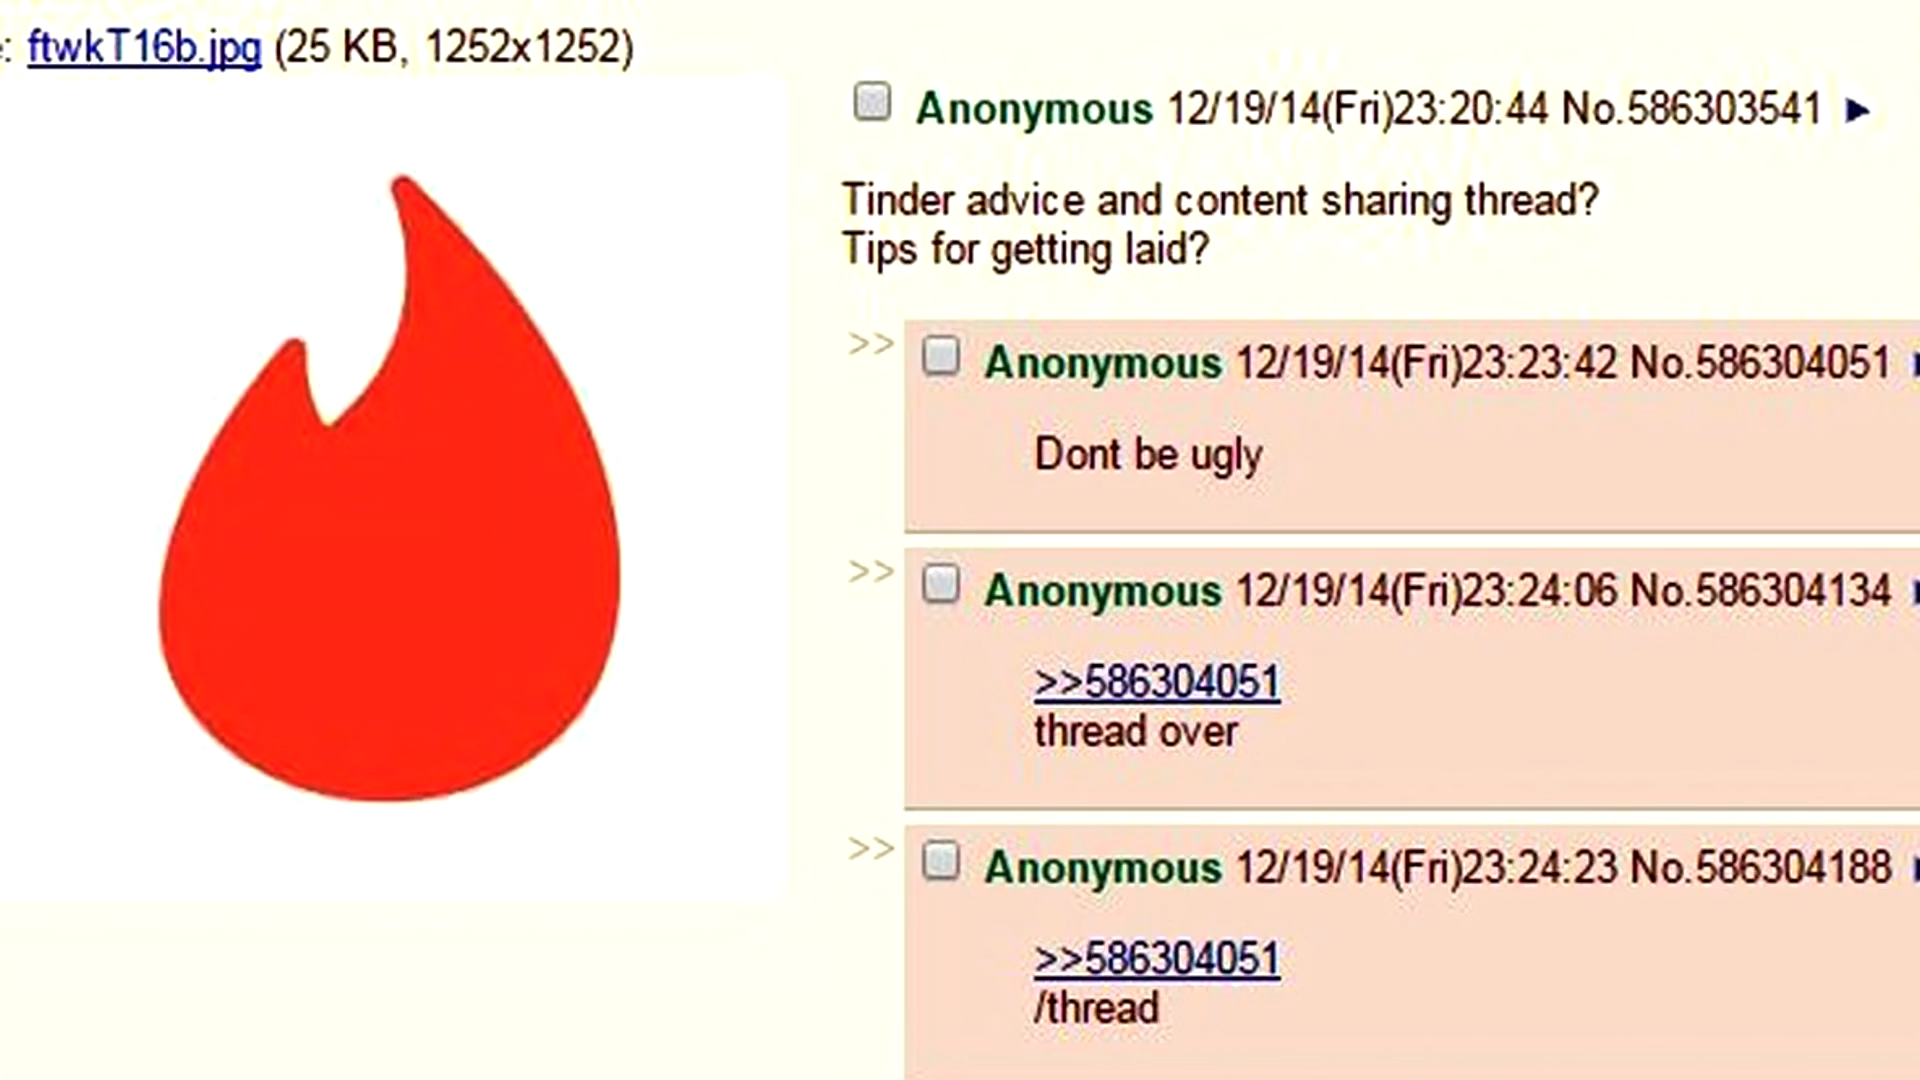 : ftwkT16b.jpg (25 KB, 1252x1252)
Anonymous 12/19/14(Fri)23:20:44 No.586303541 ▶
Tinder advice and content sharing thread?
Tips for getting laid?
>> Anonymous 12/19/14(Fri)23:23:42 No.586304051
Dont be ugly
>> Anonymous 12/19/14(Fri)23:24:06 No.586304134
>>586304051
thread over
>> Anonymous 12/19/14(Fri)23:24:23 No.586304188
>>586304051
/thread